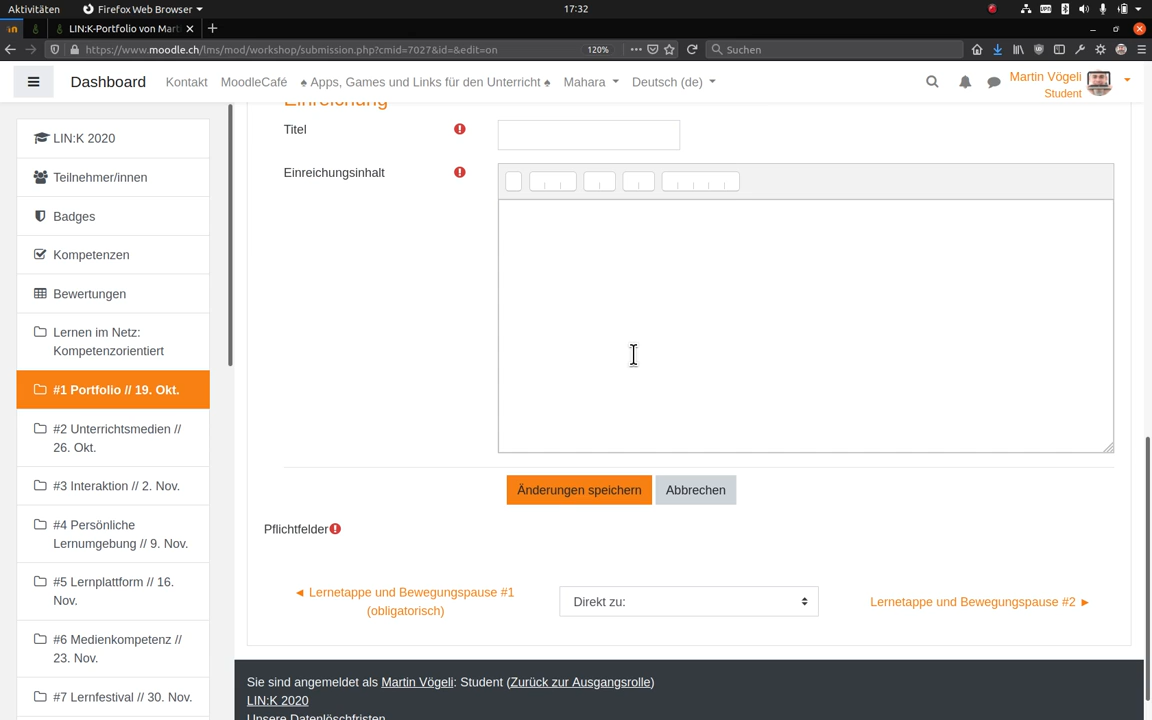 Aktivitäten
Firefox Web Browser
17:32
LIN:K-Portfolio von Mart
https://www.moodle.ch/lms/mod/workshop/submission.php?cmid=7027&id=&edit=on
120%
Suchen
Dashboard
Kontakt
MoodleCafé
♠ Apps, Games und Links für den Unterricht ♠
Mahara
Deutsch (de)
Martin Vögeli
Student
LIN:K 2020
Teilnehmer/innen
Badges
Kompetenzen
Bewertungen
Lernen im Netz:
Kompetenzorientiert
#1 Portfolio // 19. Okt.
#2 Unterrichtsmedien //
26. Okt.
#3 Interaktion // 2. Nov.
#4 Persönliche
Lernumgebung // 9. Nov.
#5 Lernplattform // 16.
Nov.
#6 Medienkompetenz //
23. Nov.
#7 Lernfestival // 30. Nov.
Einreichung
Titel
Einreichungsinhalt
Änderungen speichern
Abbrechen
Pflichtfelder
◄ Lernetappe und Bewegungspause #1
(obligatorisch)
Direkt zu:
Lernetappe und Bewegungspause #2 ►
Sie sind angemeldet als Martin Vögeli: Student (Zurück zur Ausgangsrolle)
LIN:K 2020
Unsere Datenlöschfristen